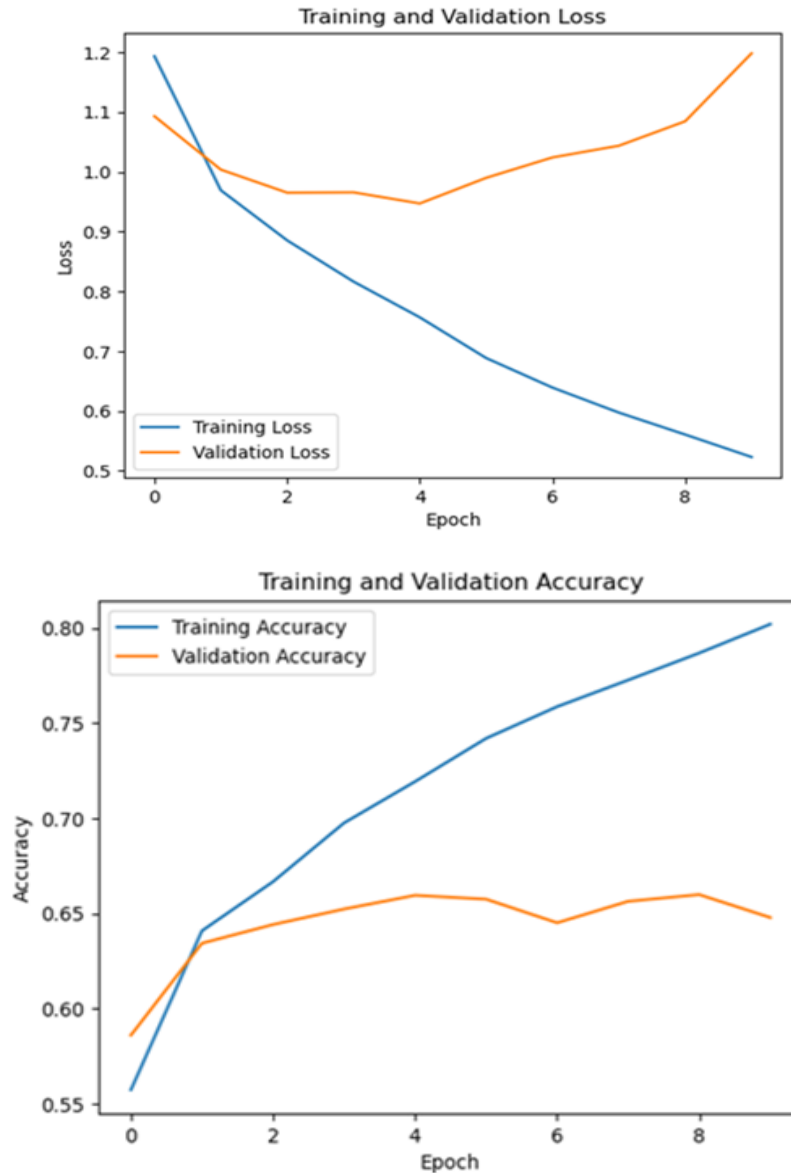 Training and Validation Loss
1.2
1.1
1.0
0.9
0.8
0.7
0.6
0.5
Loss
Training Loss
Validation Loss
0 2 4 6 8
Epoch
Training and Validation Accuracy
0.80
0.75
0.70
0.65
0.60
0.55
Accuracy
Training Accuracy
Validation Accuracy
0 2 4 6 8
Epoch